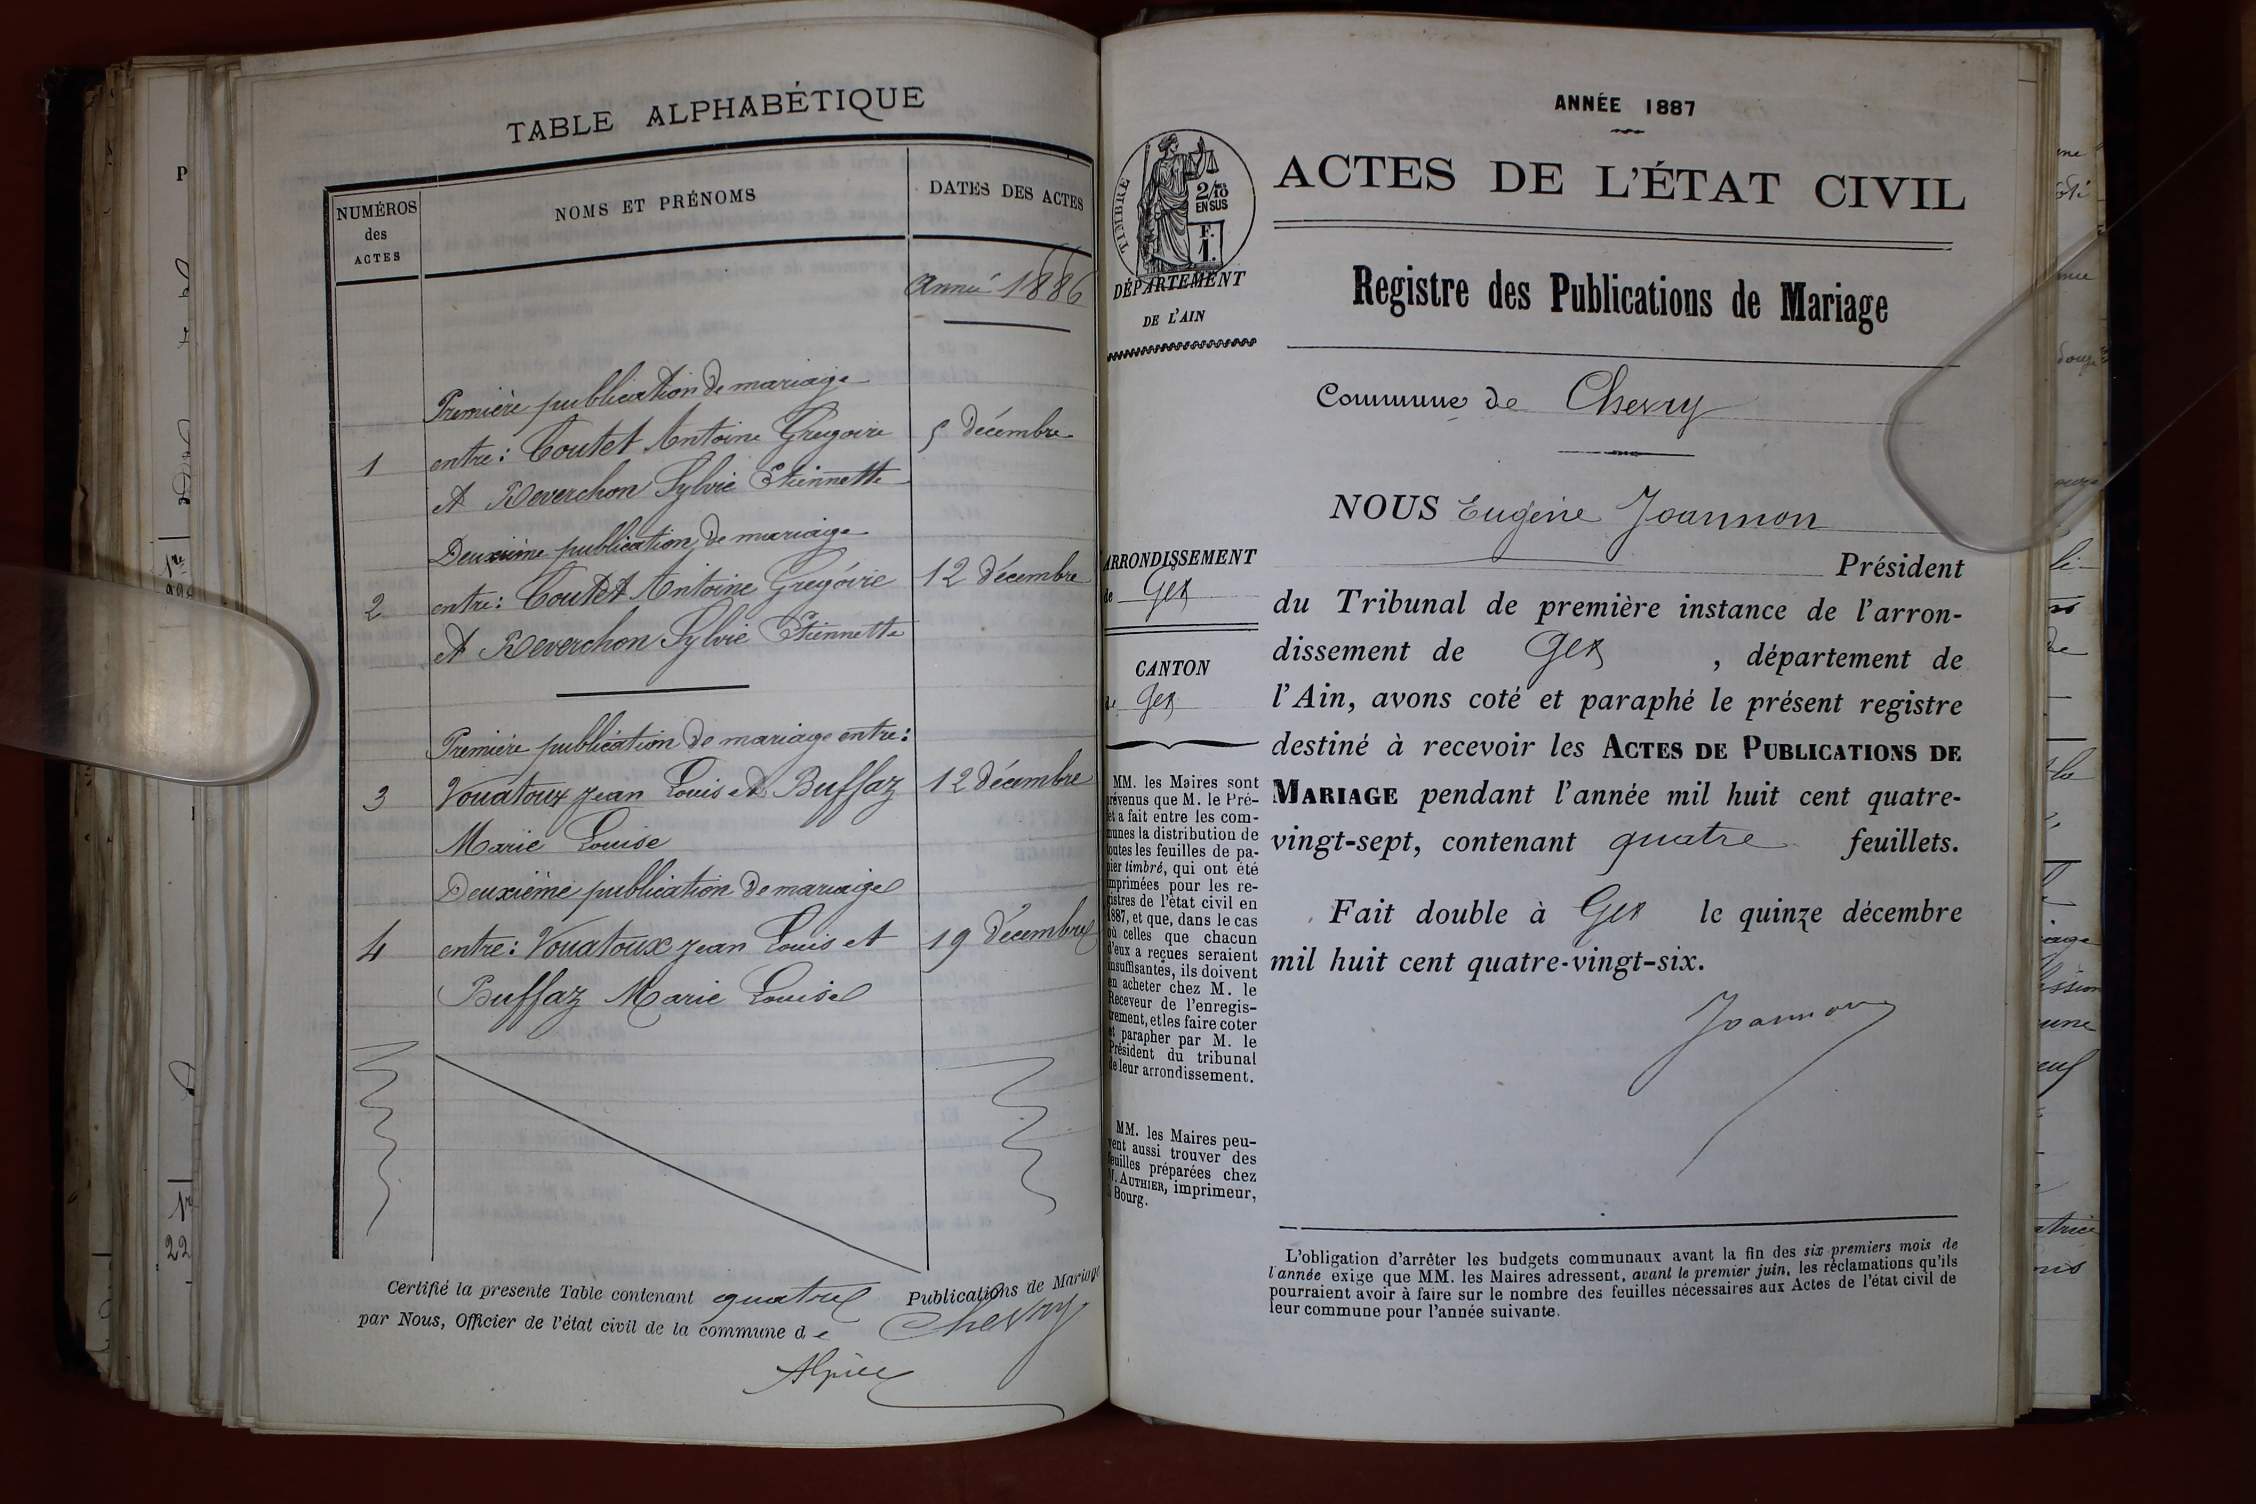 TABLE ALPHABÉTIQUE
NUMÉROS
des
ACTES
NOMS ET PRÉNOMS
DATES DES ACTES
Année 1886
Première publication de mariage
1 entre: Coutet Antoine Gregoire 5 décembre
et Reverchon Sylvie Etiennette
Deuxième publication de mariage
2 entre: Coutet Antoine Gregoire 12 décembre
et Reverchon Sylvie Etiennette
Première publication de mariage entre:
3 Vouatoux Jean Louis et Buffaz 12 décembre
Marie Louise
Deuxième publication de mariage
4 entre: Vouatoux Jean Louis et 19 décembre
Buffaz Marie Louise
Certifié la presente Table contenant quatre Publications de Mariage
par Nous, Officier de l'état civil de la commune de Chevry
ANNÉE 1887
TIMBRE
2/10
EN SUS
F.
1.
DÉPARTEMENT
DE L'AIN
ACTES DE L'ÉTAT CIVIL
Registre des Publications de Mariage
Commune de Chevry
ARRONDISSEMENT
de Gex
CANTON
de Gex
MM. les Maires sont
prévenus que M. le Pré-
fet a fait entre les com-
munes la distribution de
toutes les feuilles de pa-
pier timbré, qui ont été
imprimées pour les re-
gistres de l'état civil en
1887, et que, dans le cas
où celles que chacun
d'eux a reçues seraient
insuffisantes, ils doivent
en acheter chez M. le
Receveur de l'enregis-
trement, et les faire coter
et parapher par M. le
Président du tribunal
de leur arrondissement.
MM. les Maires peu-
vent aussi trouver des
feuilles préparées chez
M. AUTHIER, imprimeur,
à Bourg.
NOUS Eugène Joannon
Président
du Tribunal de première instance de l'arron-
dissement de Gex , département de
l'Ain, avons coté et paraphé le présent registre
destiné à recevoir les ACTES DE PUBLICATIONS DE
MARIAGE pendant l'année mil huit cent quatre-
vingt-sept, contenant quatre feuillets.
Fait double à Gex le quinze décembre
mil huit cent quatre-vingt-six.
Joannon
L'obligation d'arrêter les budgets communaux avant la fin des six premiers mois de
l'année exige que MM. les Maires adressent, avant le premier juin, les réclamations qu'ils
pourraient avoir à faire sur le nombre des feuilles nécessaires aux Actes de l'état civil de
leur commune pour l'année suivante.